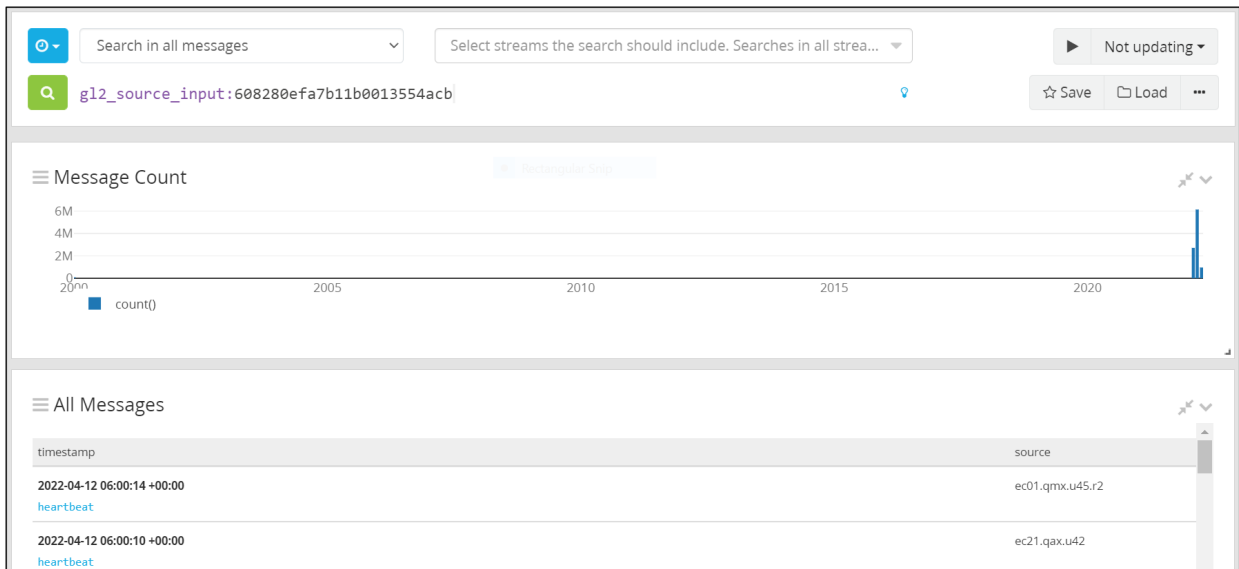 Search in all messages
Select streams the search should include. Searches in all strea...
Not updating
gl2_source_input:608280efa7b11b0013554acb
Save
Load
Rectangular Snip
Message Count
6M
4M
2M
0
2000
2005
2010
2015
2020
count()
All Messages
timestamp
source
2022-04-12 06:00:14 +00:00
ec01.qmx.u45.r2
heartbeat
2022-04-12 06:00:10 +00:00
ec21.qax.u42
heartbeat